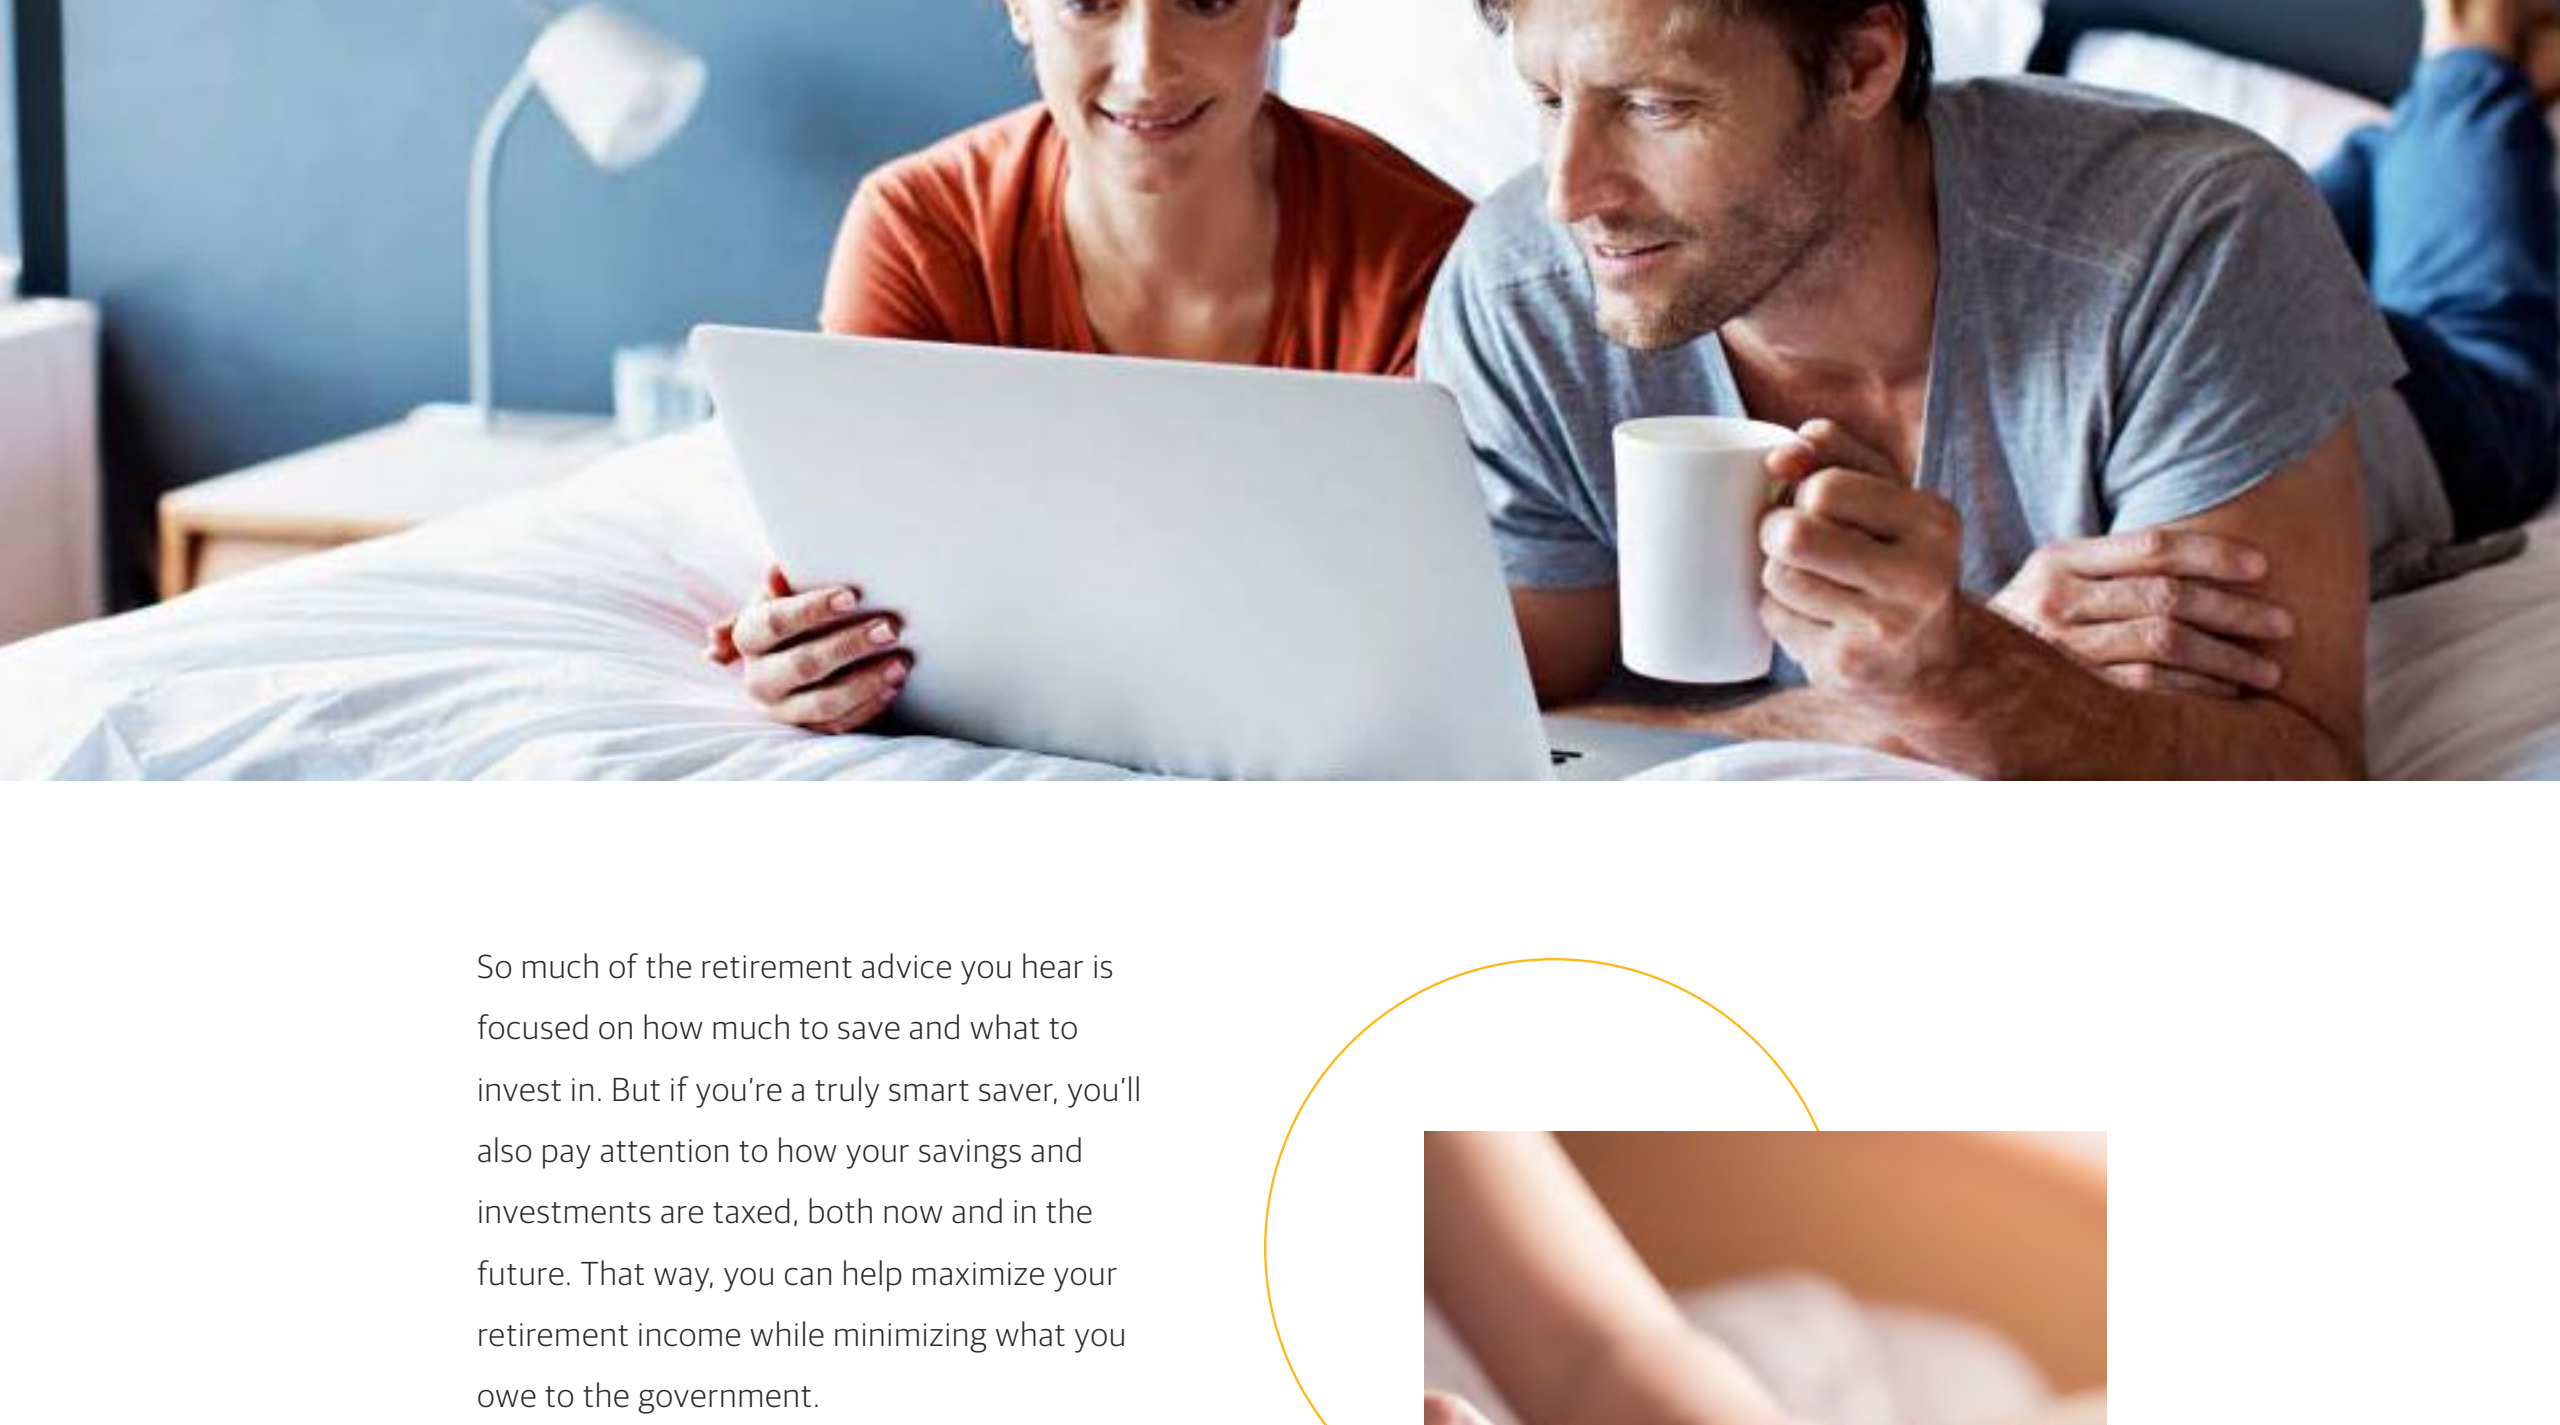 So much of the retirement advice you hear is
focused on how much to save and what to
invest in. But if you’re a truly smart saver, you’ll
also pay attention to how your savings and
investments are taxed, both now and in the
future. That way, you can help maximize your
retirement income while minimizing what you
owe to the government.